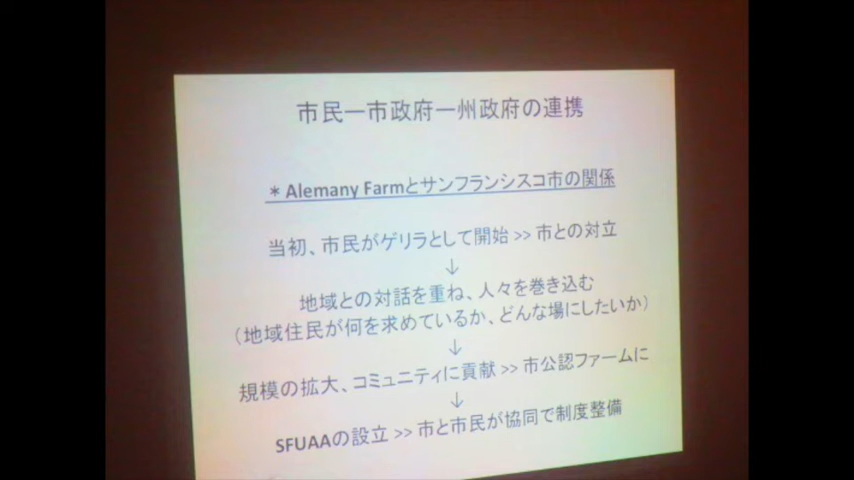 市民ー市政府ー州政府の連携
＊Alemany Farmとサンフランシスコ市の関係
当初、市民がゲリラとして開始 >> 市との対立
↓
地域との対話を重ね、人々を巻き込む
（地域住民が何を求めているか、どんな場にしたいか）
↓
規模の拡大、コミュニティに貢献 >> 市公認ファームに
↓
SFUAAの設立 >> 市と市民が協同で制度整備